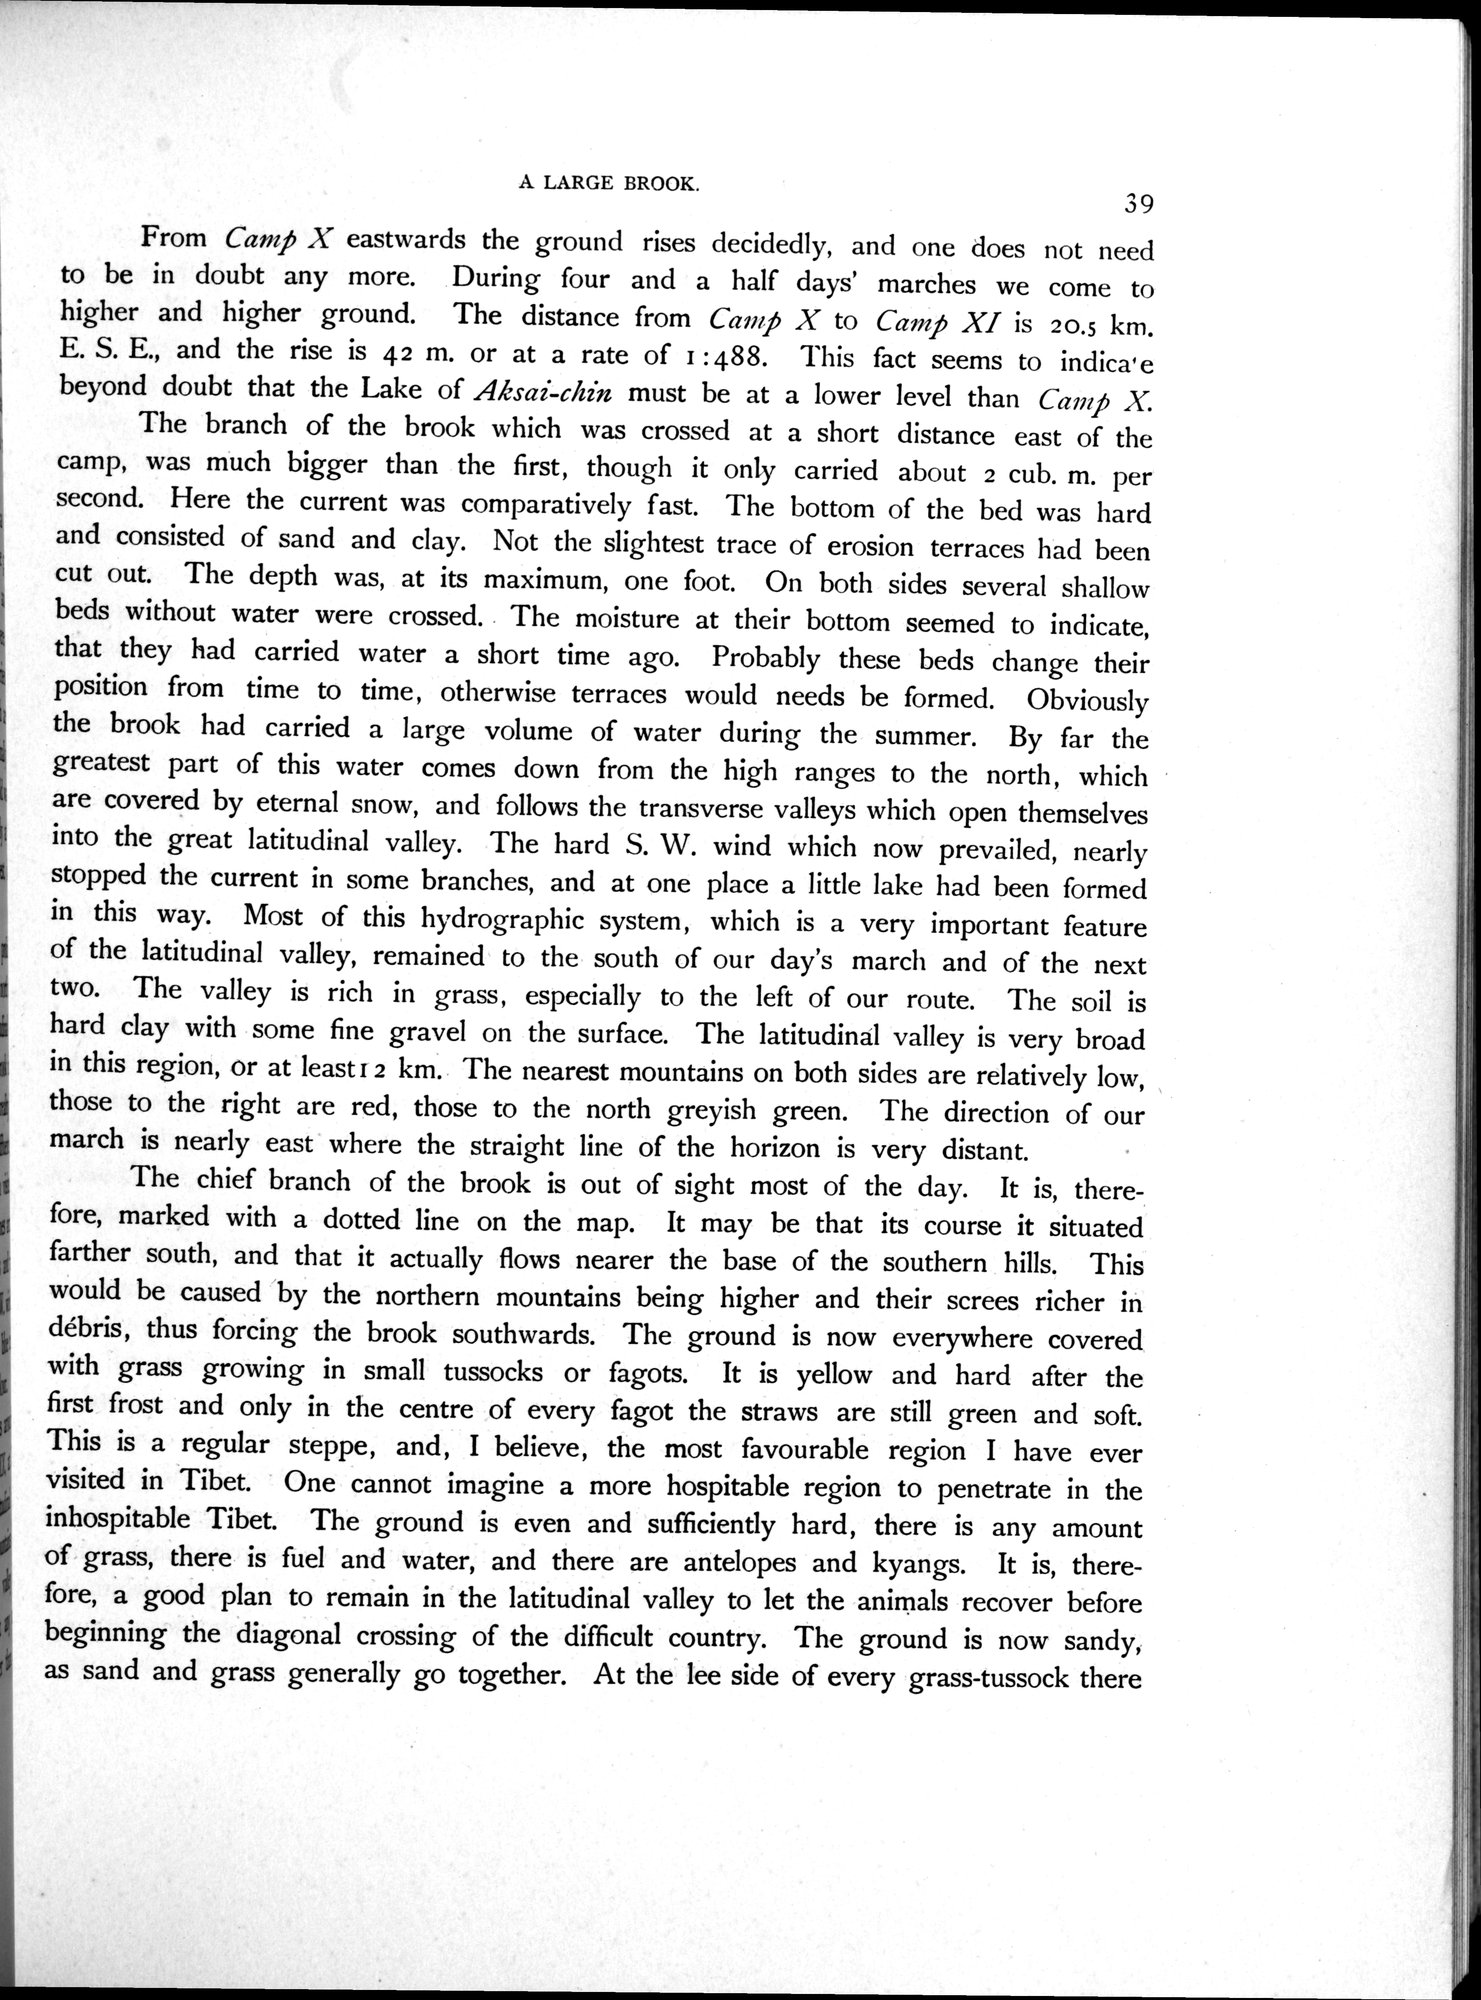 A LARGE BROOK.
39
From Camp X eastwards the ground rises decidedly, and one does not need
to be in doubt any more. During four and a half days' marches we come to
higher and higher ground. The distance from Camp X to Camp XI is 20.5 km.
E. S. E., and the rise is 42 m. or at a rate of 1:488. This fact seems to indica'e
beyond doubt that the Lake of Aksai-chin must be at a lower level than Camp X.
The branch of the brook which was crossed at a short distance east of the
camp, was much bigger than the first, though it only carried about 2 cub. m. per
second. Here the current was comparatively fast. The bottom of the bed was hard
and consisted of sand and clay. Not the slightest trace of erosion terraces had been
cut out. The depth was, at its maximum, one foot. On both sides several shallow
beds without water were crossed. The moisture at their bottom seemed to indicate,
that they had carried water a short time ago. Probably these beds change their
position from time to time, otherwise terraces would needs be formed. Obviously
the brook had carried a large volume of water during the summer. By far the
greatest part of this water comes down from the high ranges to the north, which
are covered by eternal snow, and follows the transverse valleys which open themselves
into the great latitudinal valley. The hard S. W. wind which now prevailed, nearly
stopped the current in some branches, and at one place a little lake had been formed
in this way. Most of this hydrographic system, which is a very important feature
of the latitudinal valley, remained to the south of our day's march and of the next
two. The valley is rich in grass, especially to the left of our route. The soil is
hard clay with some fine gravel on the surface. The latitudinal valley is very broad
in this region, or at least12 km. The nearest mountains on both sides are relatively low,
those to the right are red, those to the north greyish green. The direction of our
march is nearly east where the straight line of the horizon is very distant.
The chief branch of the brook is out of sight most of the day. It is, there-
fore, marked with a dotted line on the map. It may be that its course it situated
farther south, and that it actually flows nearer the base of the southern hills. This
would be caused by the northern mountains being higher and their screes richer in
débris, thus forcing the brook southwards. The ground is now everywhere covered
with grass growing in small tussocks or fagots. It is yellow and hard after the
first frost and only in the centre of every fagot the straws are still green and soft.
This is a regular steppe, and, I believe, the most favourable region I have ever
visited in Tibet. One cannot imagine a more hospitable region to penetrate in the
inhospitable Tibet. The ground is even and sufficiently hard, there is any amount
of grass, there is fuel and water, and there are antelopes and kyangs. It is, there-
fore, a good plan to remain in the latitudinal valley to let the animals recover before
beginning the diagonal crossing of the difficult country. The ground is now sandy,
as sand and grass generally go together. At the lee side of every grass-tussock there